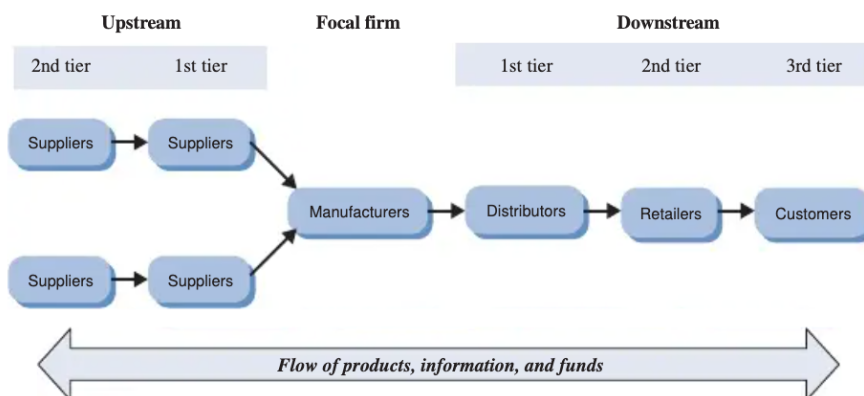 Upstream
Focal firm
Downstream
2nd tier
1st tier
1st tier
2nd tier
3rd tier
Suppliers
Suppliers
Manufacturers
Distributors
Retailers
Customers
Suppliers
Suppliers
Flow of products, information, and funds